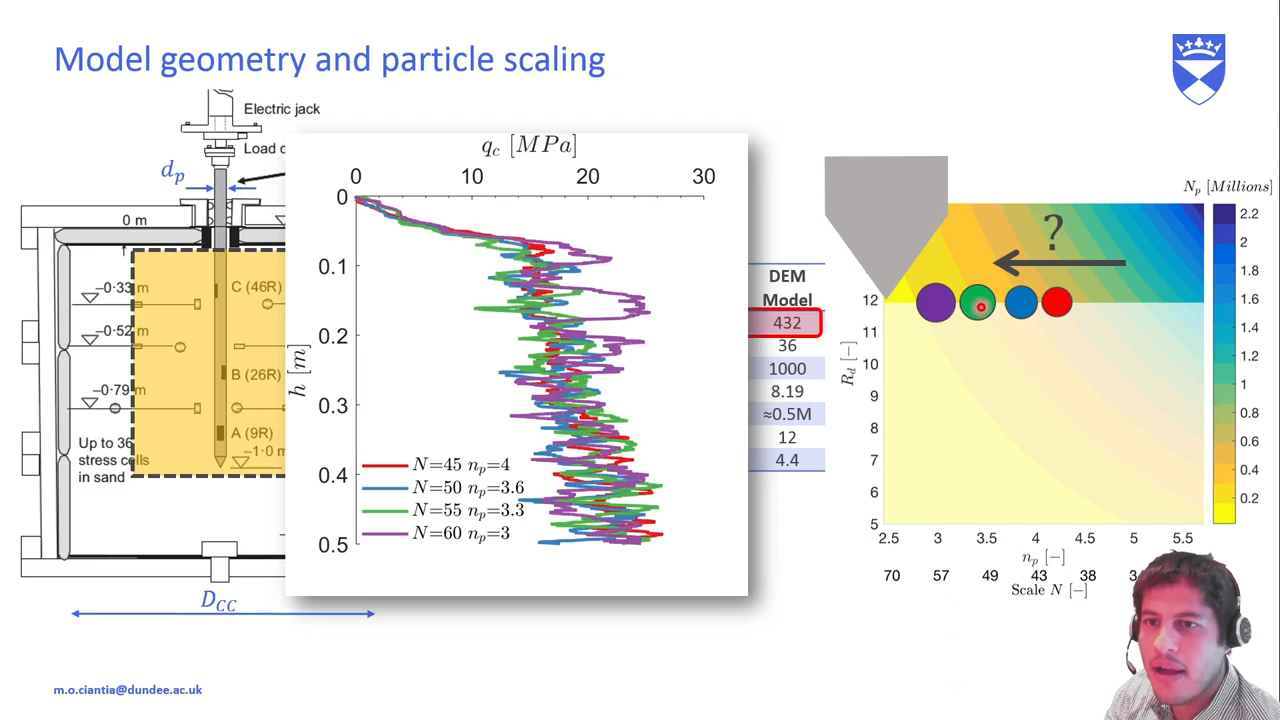 Model geometry and particle scaling
Electric jack
Load c
d_p
0 m
–0·33 m
C (46R)
–0·52 m
B (26R)
–0·79 m
A (9R)
–1·0 m
Up to 36
stress cells
in sand
D_CC
q_c [MPa]
0 10 20 30
0
0.1
0.2
0.3
0.4
0.5
h [m]
N=45 n_p=4
N=50 n_p=3.6
N=55 n_p=3.3
N=60 n_p=3
DEM
Model
432
36
1000
8.19
≈0.5M
12
4.4
?
N_p [Millions]
2.2
2
1.8
1.6
1.4
1.2
1
0.8
0.6
0.4
0.2
12
11
10
9
8
7
6
5
R_d [–]
2.5 3 3.5 4 4.5 5 5.5
n_p [–]
70 57 49 43 38
Scale N [–]
m.o.ciantia@dundee.ac.uk